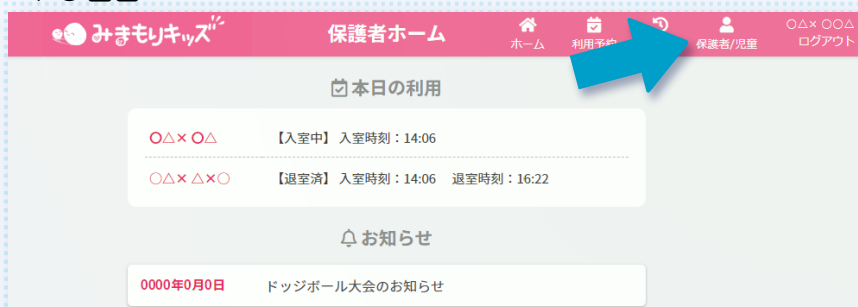 みまもりキッズ
保護者ホーム
ホーム
利用予約
保護者/児童
〇△× 〇〇△
ログアウト
本日の利用
〇△× 〇△ 【入室中】 入室時刻：14:06
〇△× △×〇 【退室済】 入室時刻：14:06 退室時刻：16:22
お知らせ
0000年0月0日 ドッジボール大会のお知らせ